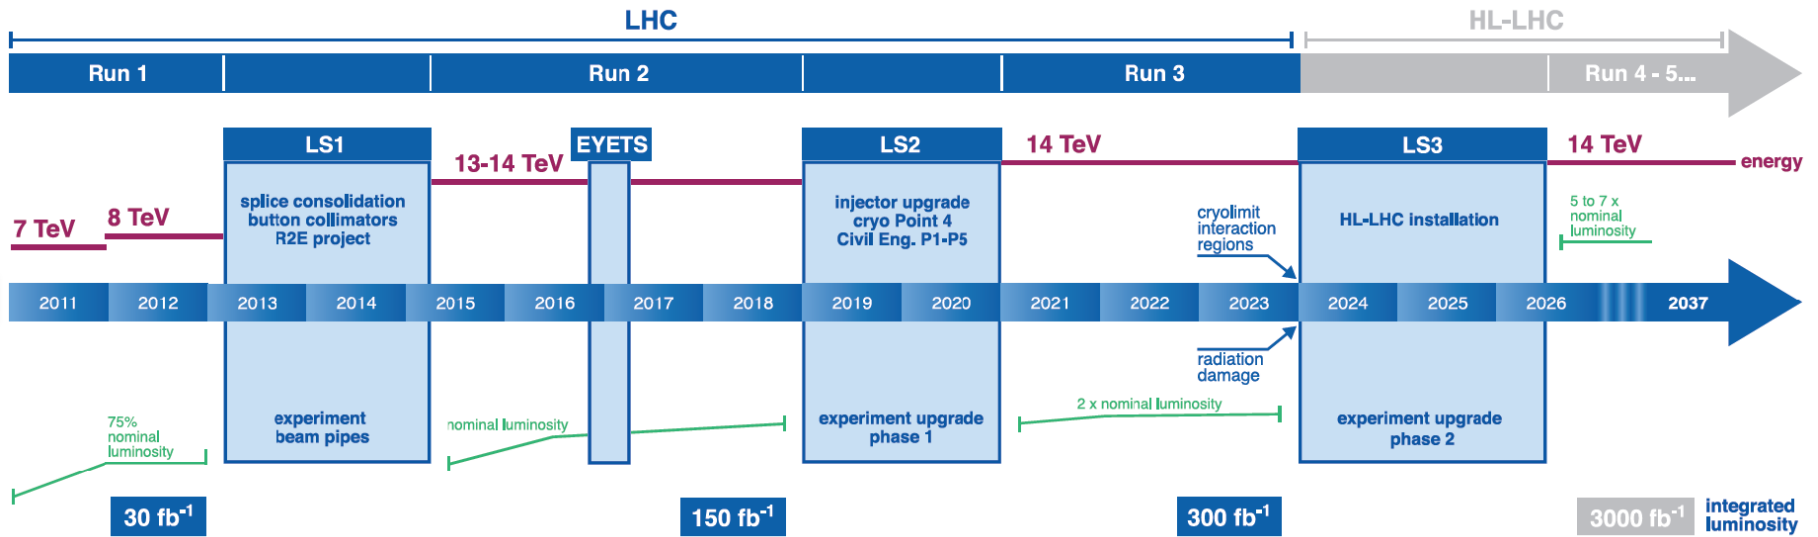 LHC
HL-LHC
Run 1
Run 2
Run 3
Run 4 - 5...
LS1
EYETS
LS2
LS3
13-14 TeV
14 TeV
14 TeV
energy
7 TeV
8 TeV
splice consolidation
button collimators
R2E project
injector upgrade
cryo Point 4
Civil Eng. P1-P5
cryolimit
interaction
regions
HL-LHC installation
5 to 7 x
nominal
luminosity
2011
2012
2013
2014
2015
2016
2017
2018
2019
2020
2021
2022
2023
2024
2025
2026
2037
radiation
damage
75%
nominal
luminosity
experiment
beam pipes
nominal luminosity
experiment upgrade
phase 1
2 x nominal luminosity
experiment upgrade
phase 2
30 fb⁻¹
150 fb⁻¹
300 fb⁻¹
3000 fb⁻¹
integrated
luminosity